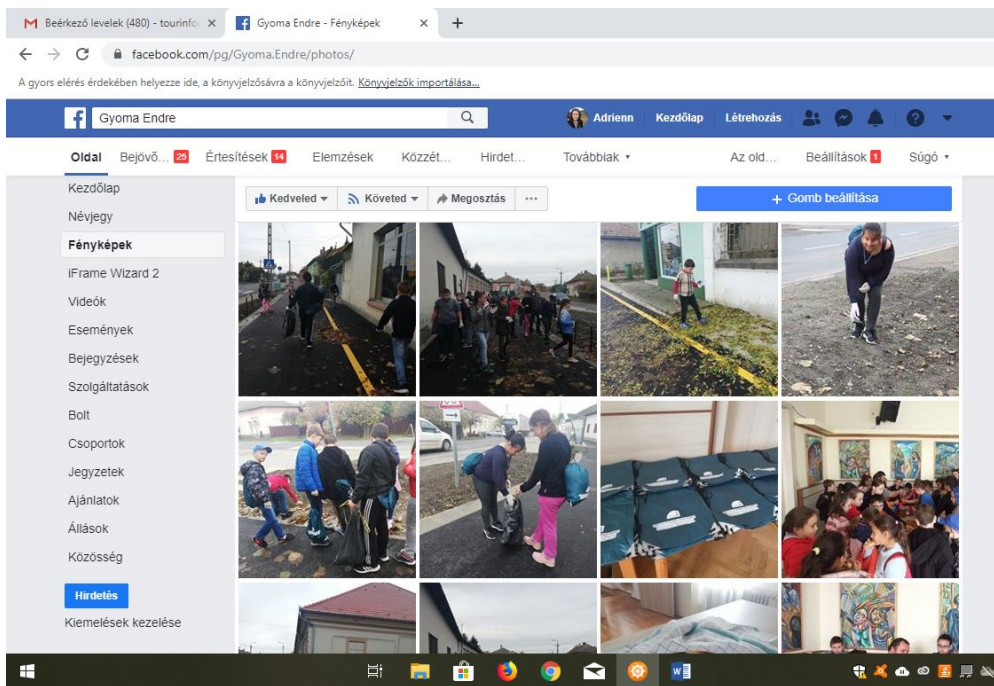 Beérkező levelek (480) - tourinfo
Gyoma Endre - Fényképek
facebook.com/pg/Gyoma.Endre/photos/
A gyors elérés érdekében helyezze ide, a könyvjelzősávra a könyvjelzőit. Könyvjelzők importálása...
Gyoma Endre
Adrienn Kezdőlap Létrehozás
Oldal Bejövő... 25 Értesítések 14 Elemzések Közzét... Hirdet... Továbbiak Az old... Beállítások 1 Súgó
Kedveled Követed Megosztás ...
+ Gomb beállítása
Kezdőlap
Névjegy
Fényképek
iFrame Wizard 2
Videók
Események
Bejegyzések
Szolgáltatások
Bolt
Csoportok
Jegyzetek
Ajánlatok
Állások
Közösség
Hirdetés
Kiemelések kezelése